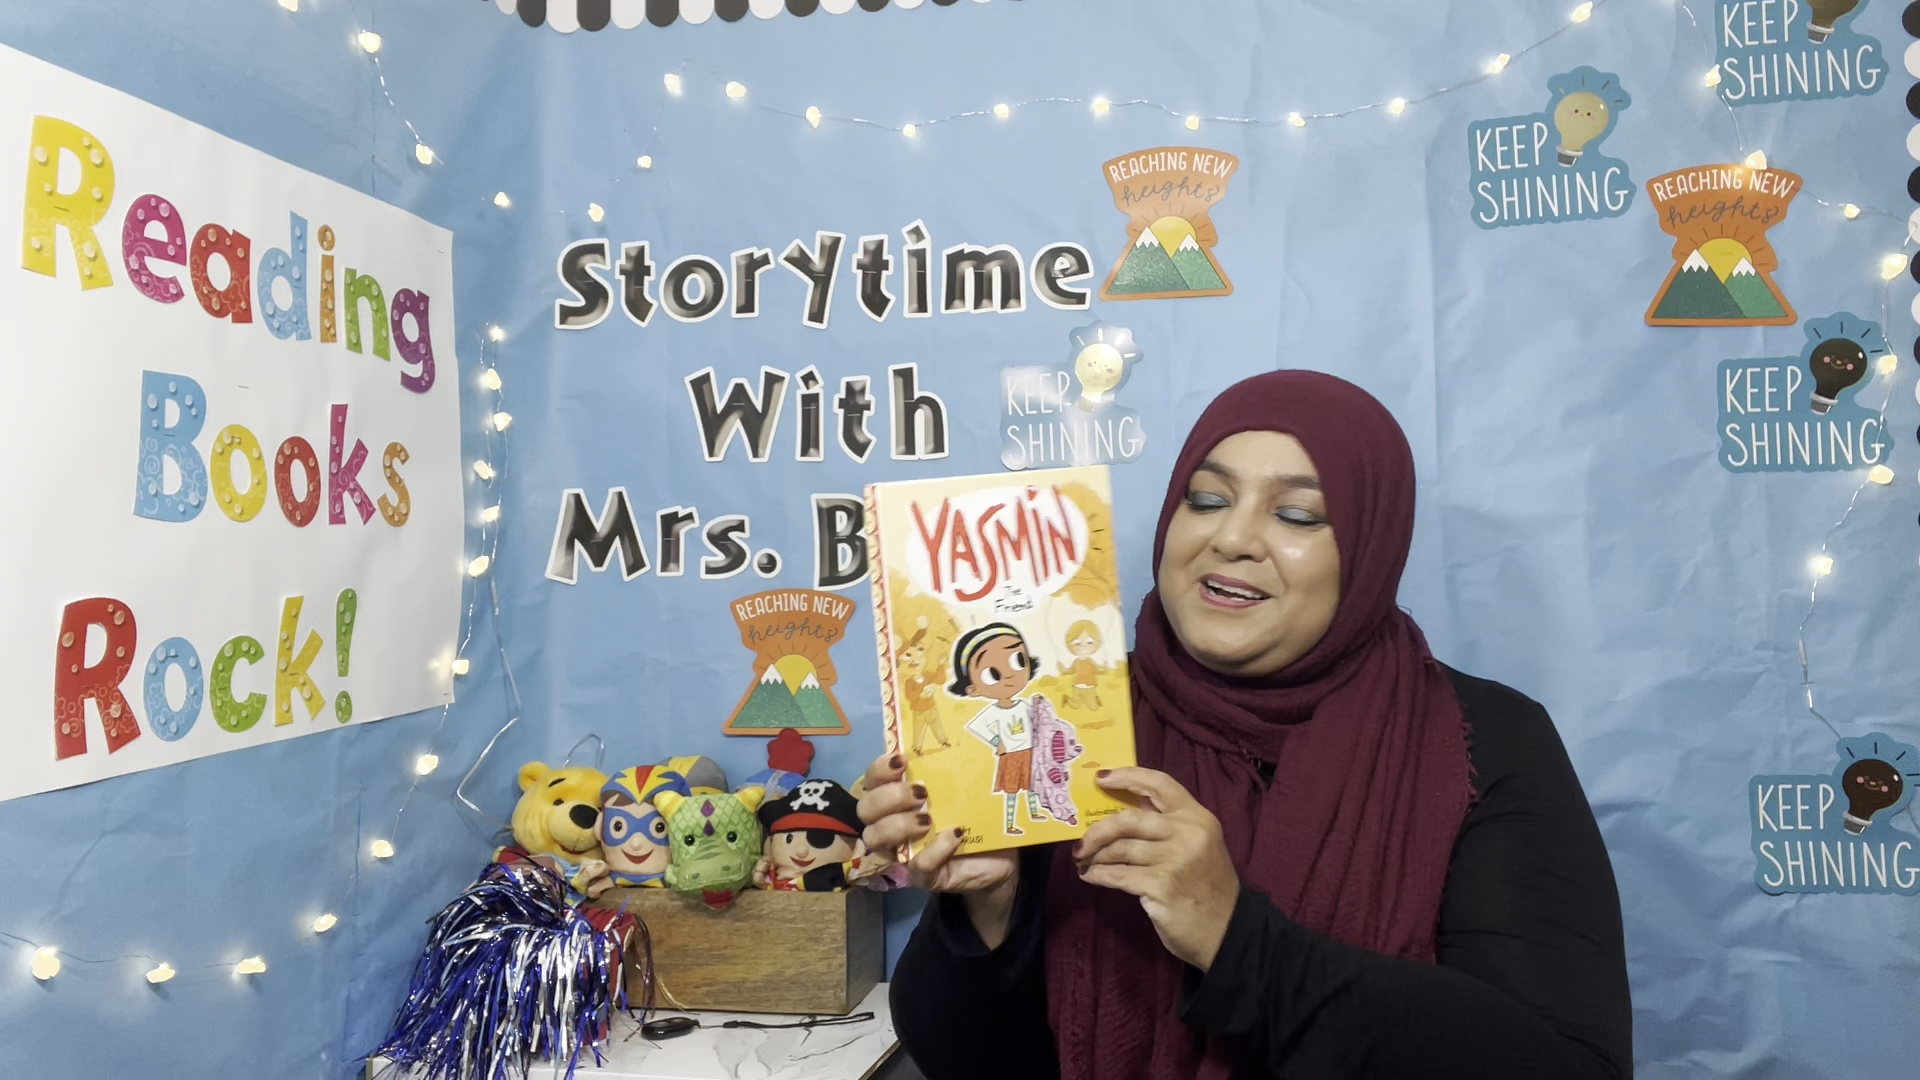 Reading
Books
Rock!
Storytime
With
Mrs. B
REACHING NEW
heights
KEEP
SHINING
KEEP
SHINING
KEEP
SHINING
REACHING NEW
heights
KEEP
SHINING
REACHING NEW
heights
KEEP
SHINING
YASMIN
The
Friend